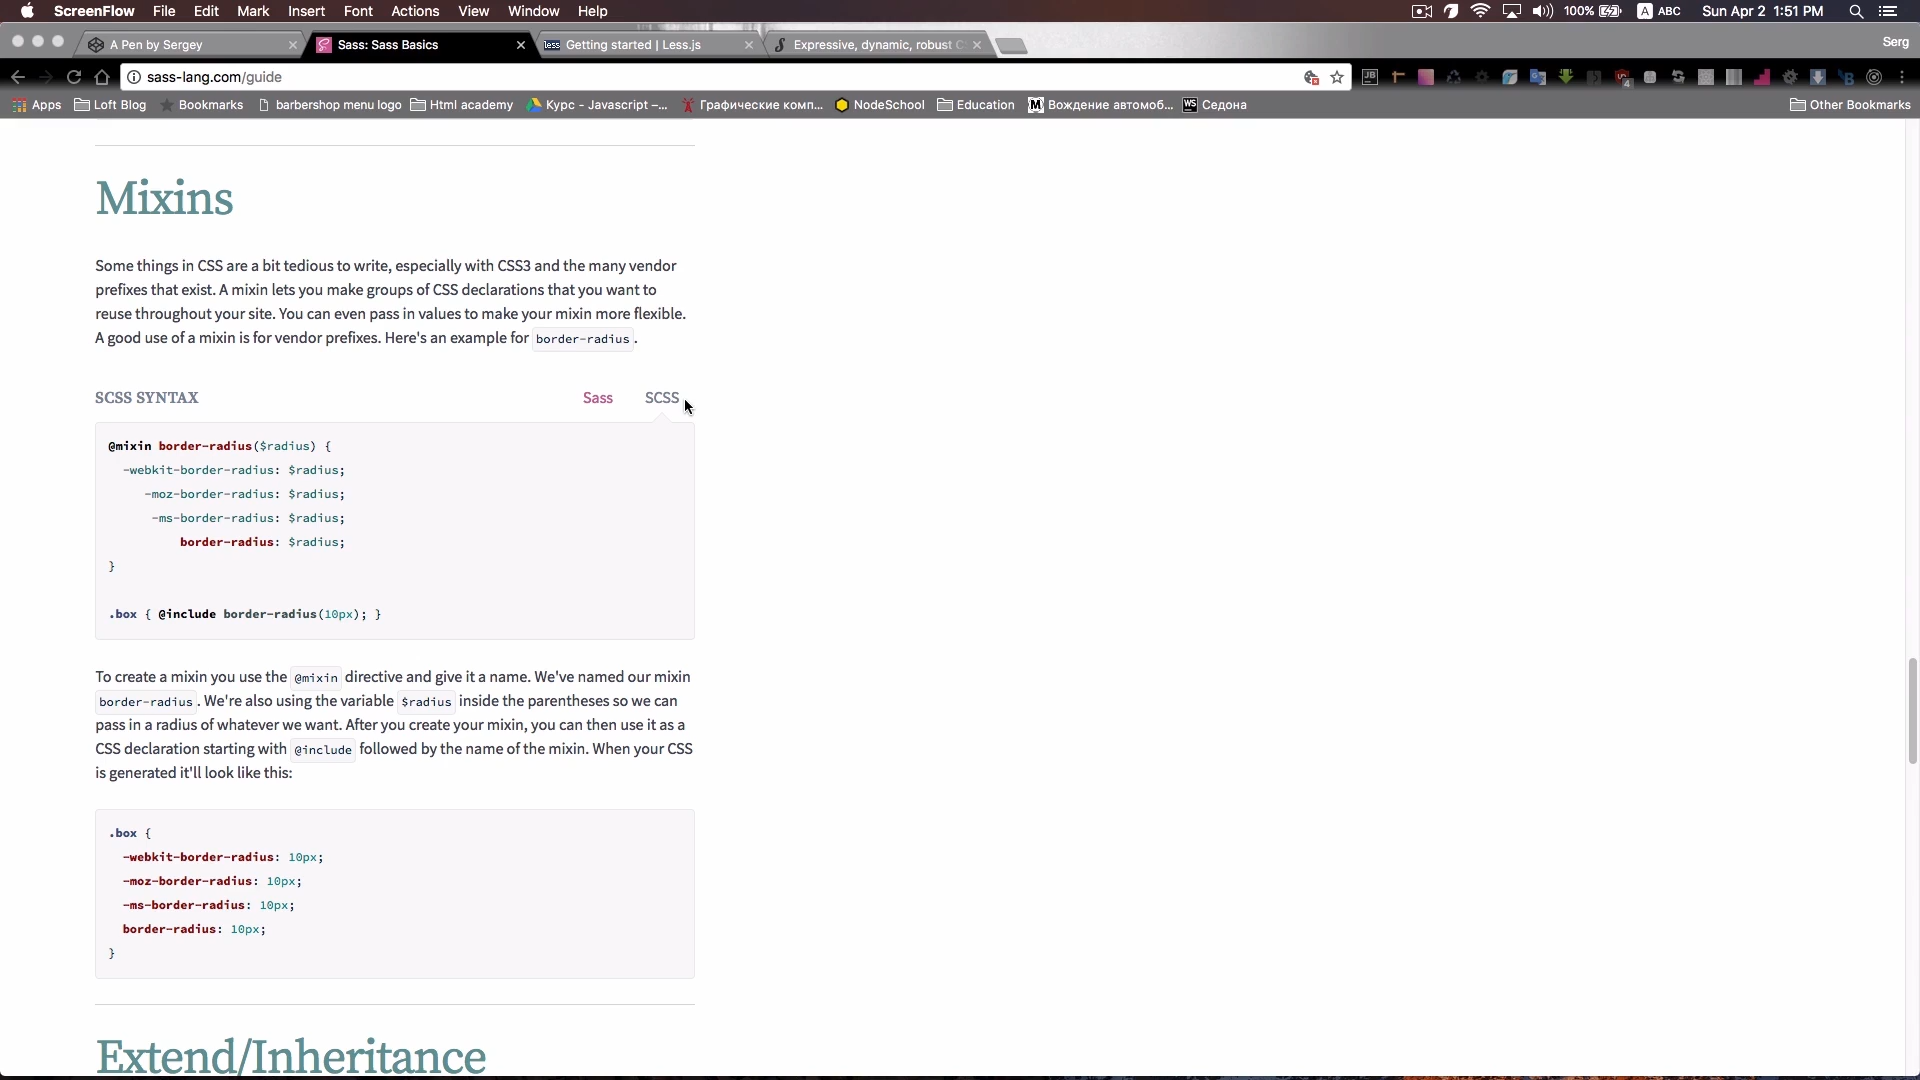 ScreenFlow File Edit Mark Insert Font Actions View Window Help 100% A ABC Sun Apr 2 1:51 PM
A Pen by Sergey Sass: Sass Basics less Getting started | Less.js Expressive, dynamic, robust C Serg
sass-lang.com/guide
Apps Loft Blog Bookmarks barbershop menu logo Html academy Курс - Javascript –... Графические комп... NodeSchool Education M Вождение автомоб... WS Седона Other Bookmarks
Mixins
Some things in CSS are a bit tedious to write, especially with CSS3 and the many vendor
prefixes that exist. A mixin lets you make groups of CSS declarations that you want to
reuse throughout your site. You can even pass in values to make your mixin more flexible.
A good use of a mixin is for vendor prefixes. Here's an example for border-radius.
SCSS SYNTAX Sass SCSS
@mixin border-radius($radius) {
-webkit-border-radius: $radius;
-moz-border-radius: $radius;
-ms-border-radius: $radius;
border-radius: $radius;
}
.box { @include border-radius(10px); }
To create a mixin you use the @mixin directive and give it a name. We've named our mixin
border-radius. We're also using the variable $radius inside the parentheses so we can
pass in a radius of whatever we want. After you create your mixin, you can then use it as a
CSS declaration starting with @include followed by the name of the mixin. When your CSS
is generated it'll look like this:
.box {
-webkit-border-radius: 10px;
-moz-border-radius: 10px;
-ms-border-radius: 10px;
border-radius: 10px;
}
Extend/Inheritance